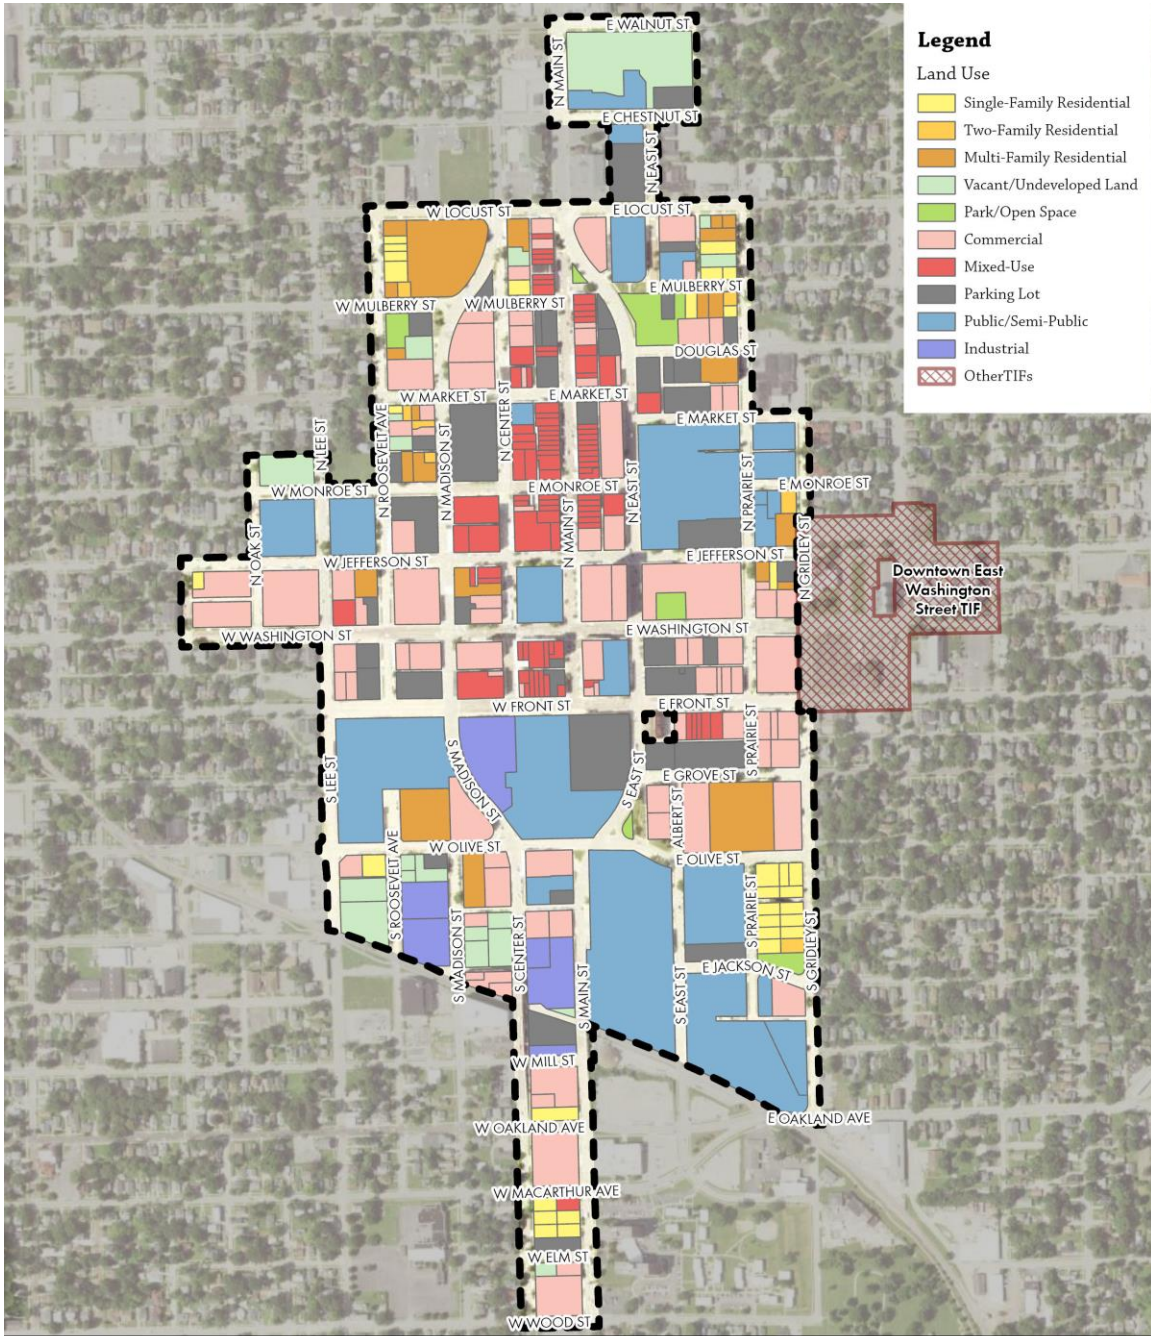 E WALNUT ST
N MAIN ST
E CHESTNUT ST
N EAST ST
Legend
Land Use
Single-Family Residential
Two-Family Residential
Multi-Family Residential
Vacant/Undeveloped Land
Park/Open Space
Commercial
Mixed-Use
Parking Lot
Public/Semi-Public
Industrial
OtherTIFs
W LOCUST ST
E LOCUST ST
W MULBERRY ST
W MULBERRY ST
E MULBERRY ST
DOUGLAS ST
W MARKET ST
E MARKET ST
E MARKET ST
N CENTER ST
N ROOSEVELT AVE
N MADISON ST
N LEE ST
W MONROE ST
E MONROE ST
E MONROE ST
N OAK ST
N MAIN ST
N EAST ST
N PRAIRIE ST
N GRIDLEY ST
W JEFFERSON ST
E JEFFERSON ST
Downtown East
Washington
Street TIF
W WASHINGTON ST
E WASHINGTON ST
W FRONT ST
E FRONT ST
S LEE ST
S MADISON ST
S EAST ST
S PRAIRIE ST
E GROVE ST
ALBERT ST
W OLIVE ST
E OLIVE ST
S ROOSEVELT AVE
S MADISON ST
S CENTER ST
S MAIN ST
S EAST ST
S PRAIRIE ST
S GRIDLEY ST
E JACKSON ST
W MILL ST
W OAKLAND AVE
E OAKLAND AVE
W MACARTHUR AVE
W ELM ST
W WOOD ST